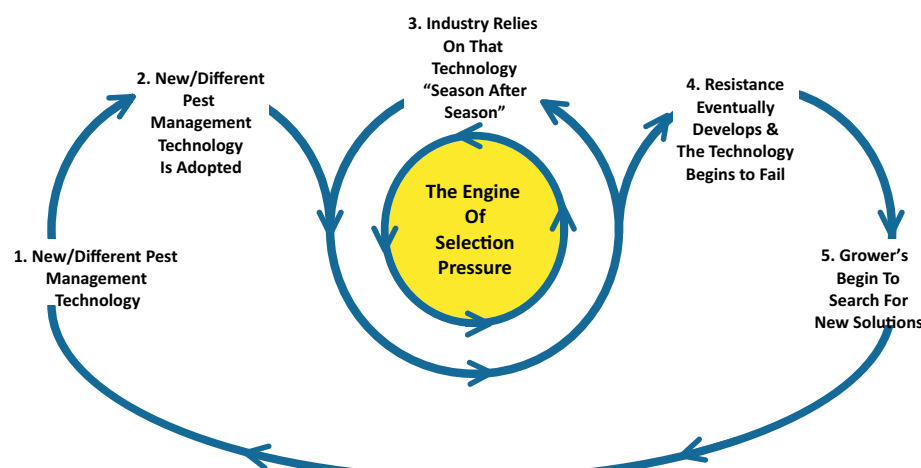 1. New/Different Pest
Management
Technology
2. New/Different
Pest
Management
Technology
Is Adopted
3. Industry Relies
On That
Technology
“Season After
Season”
The Engine
Of
Selection
Pressure
4. Resistance
Eventually
Develops &
The Technology
Begins to Fail
5. Grower’s
Begin To
Search For
New Solutions